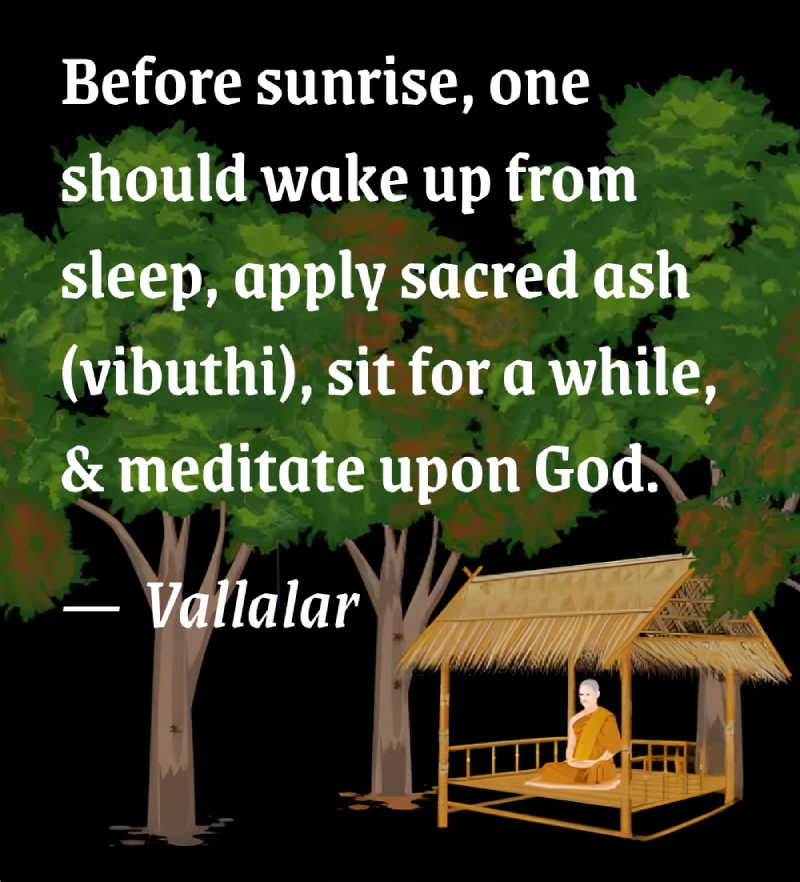 Before sunrise, one
should wake up from
sleep, apply sacred ash
(vibuthi), sit for a while,
& meditate upon God.
— Vallalar